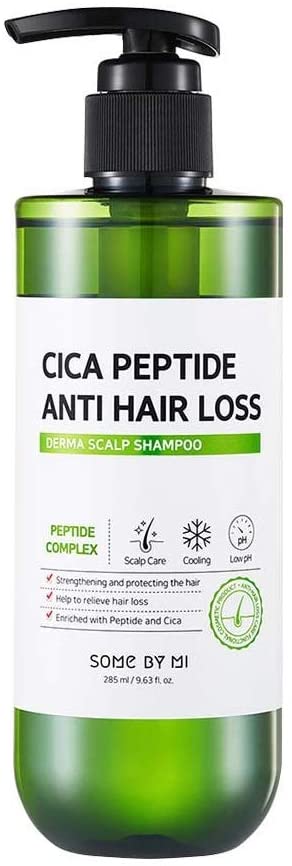 CICA PEPTIDE
ANTI HAIR LOSS
DERMA SCALP SHAMPOO
PEPTIDE
COMPLEX
Scalp Care
Cooling
pH
Low pH
Strengthening and protecting the hair
Help to relieve hair loss
Enriched with Peptide and Cica
SOME BY MI
285 ml / 9.63 fl. oz.